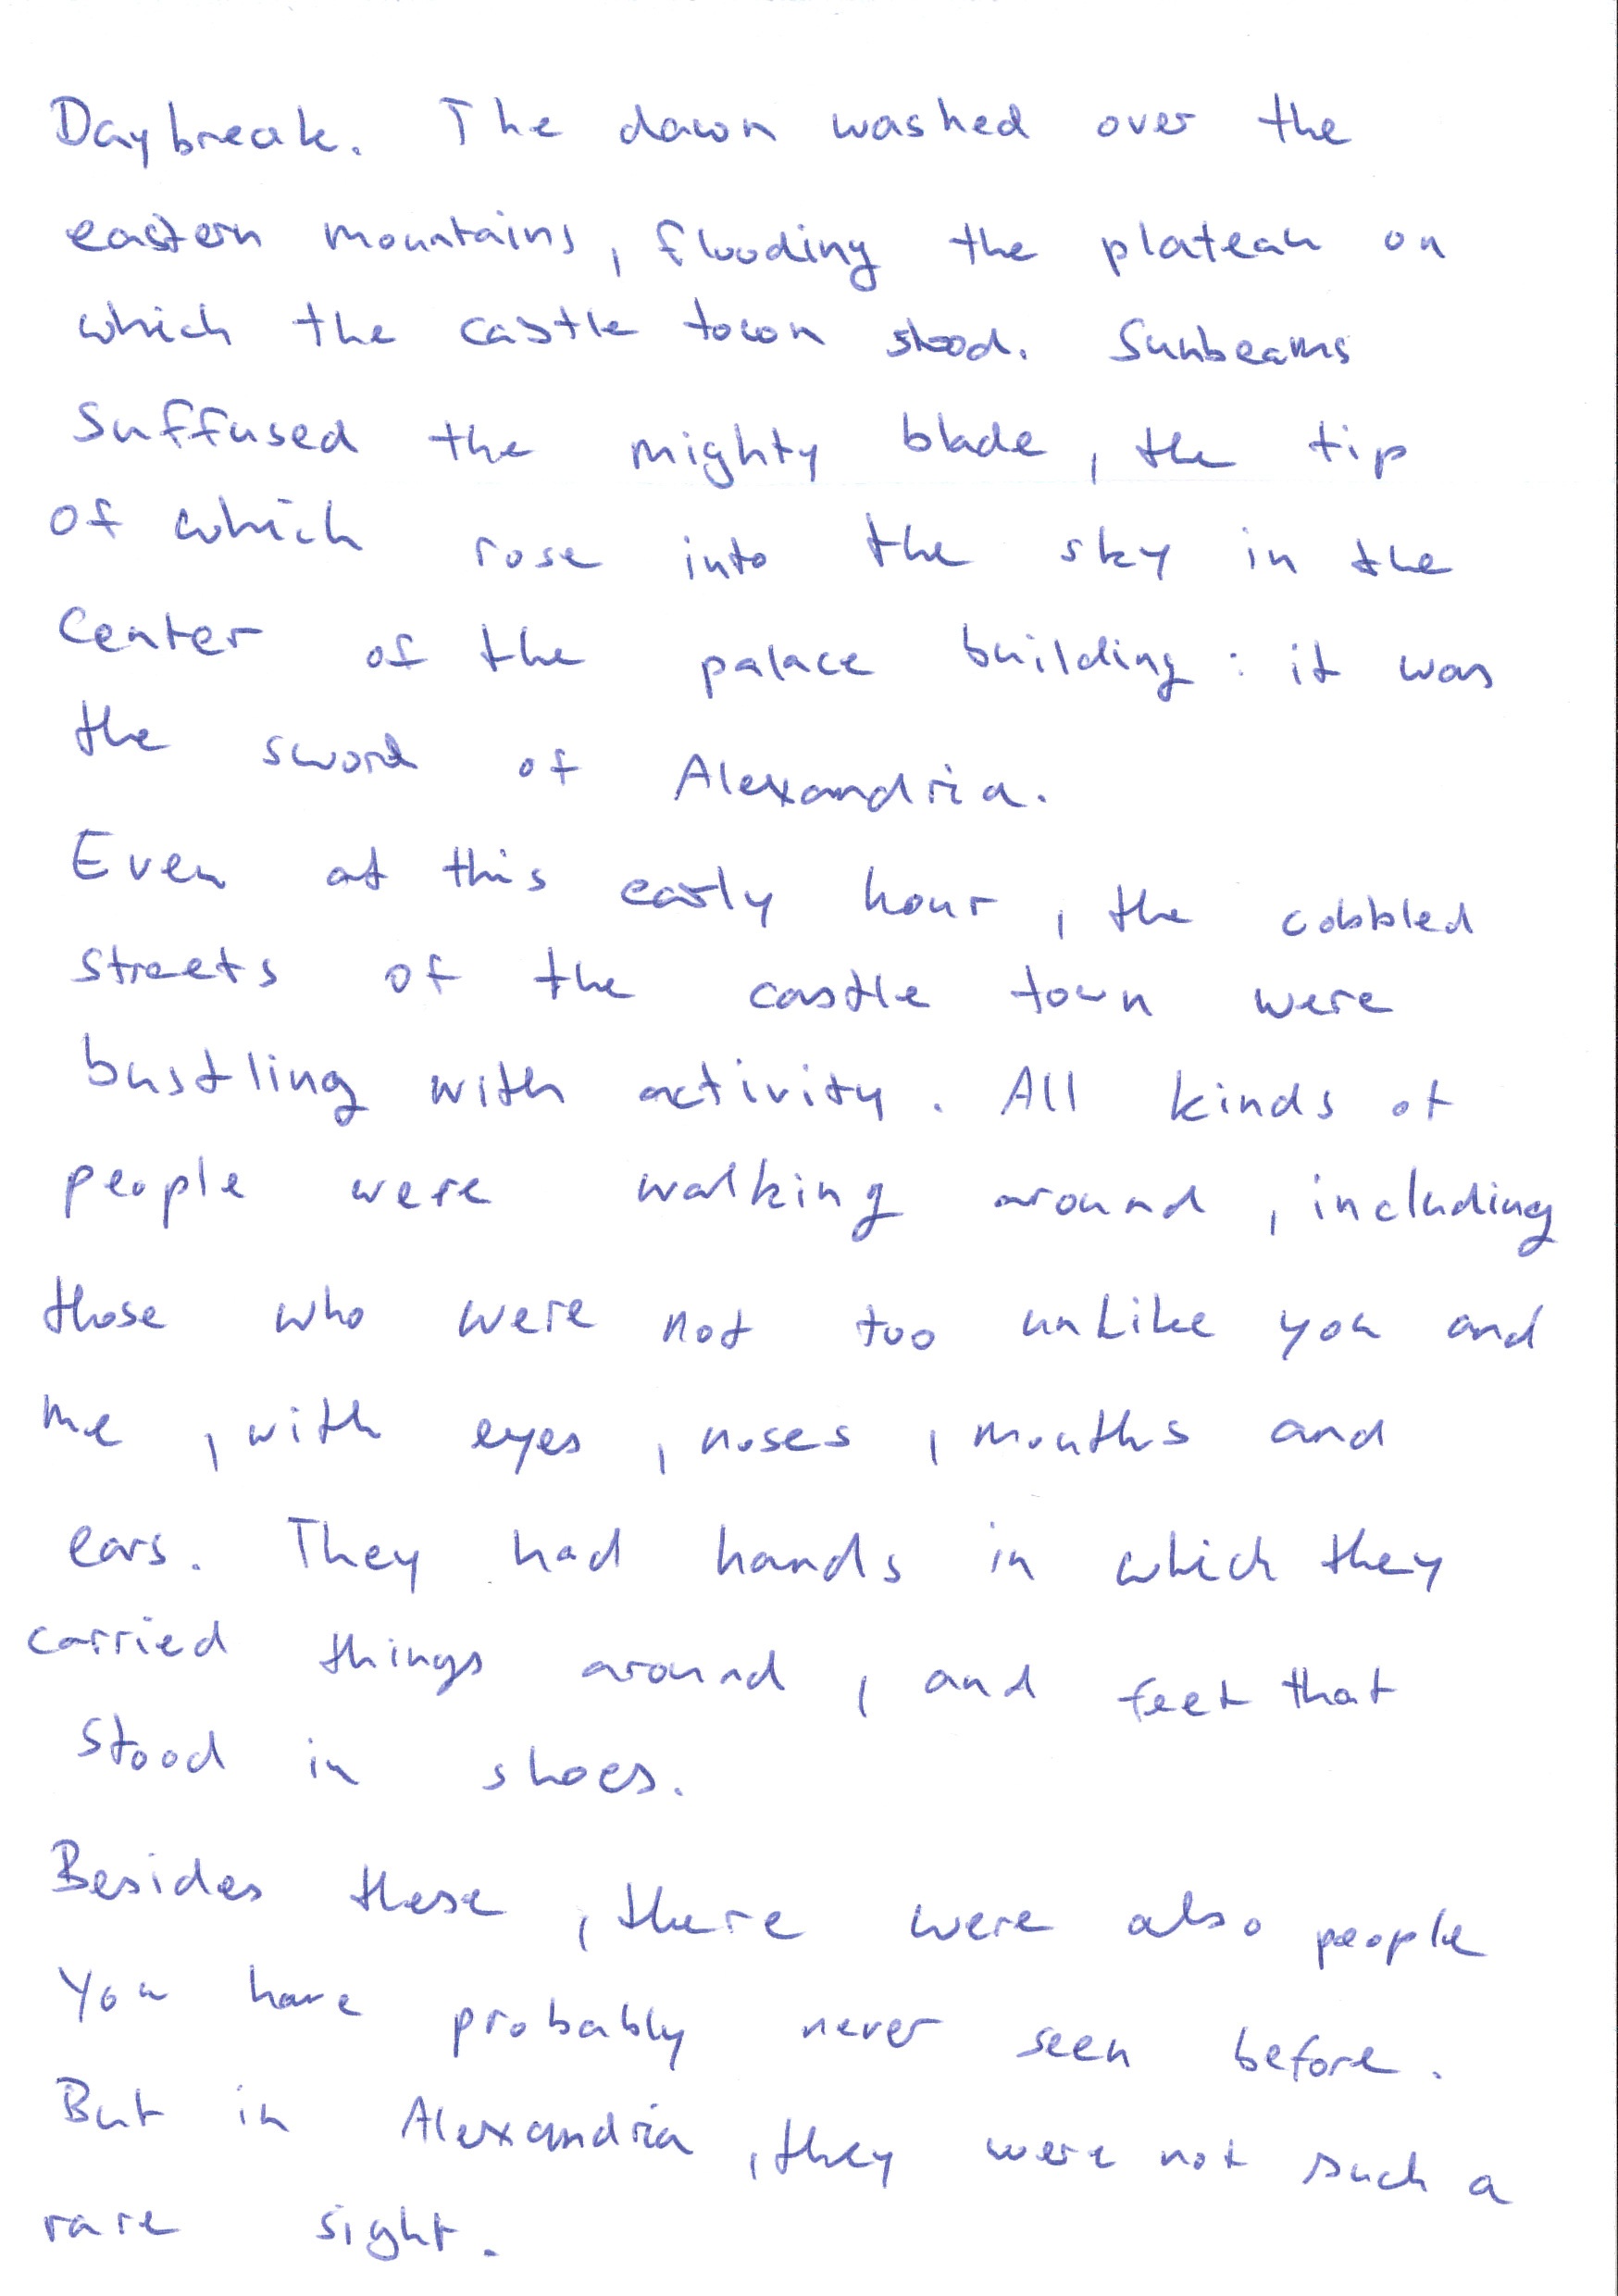 Daybreak. The dawn washed over the
eastern mountains, flooding the plateau on
which the castle town stood. Sunbeams
suffused the mighty blade, the tip
of which rose into the sky in the
center of the palace building: it was
the sword of Alexandria.
Even at this early hour, the cobbled
streets of the castle town were
bustling with activity. All kinds of
people were walking around, including
those who were not too unlike you and
me, with eyes, noses, mouths and
ears. They had hands in which they
carried things around, and feet that
stood in shoes.
Besides these, there were also people
you have probably never seen before.
But in Alexandria, they were not such a
rare sight.